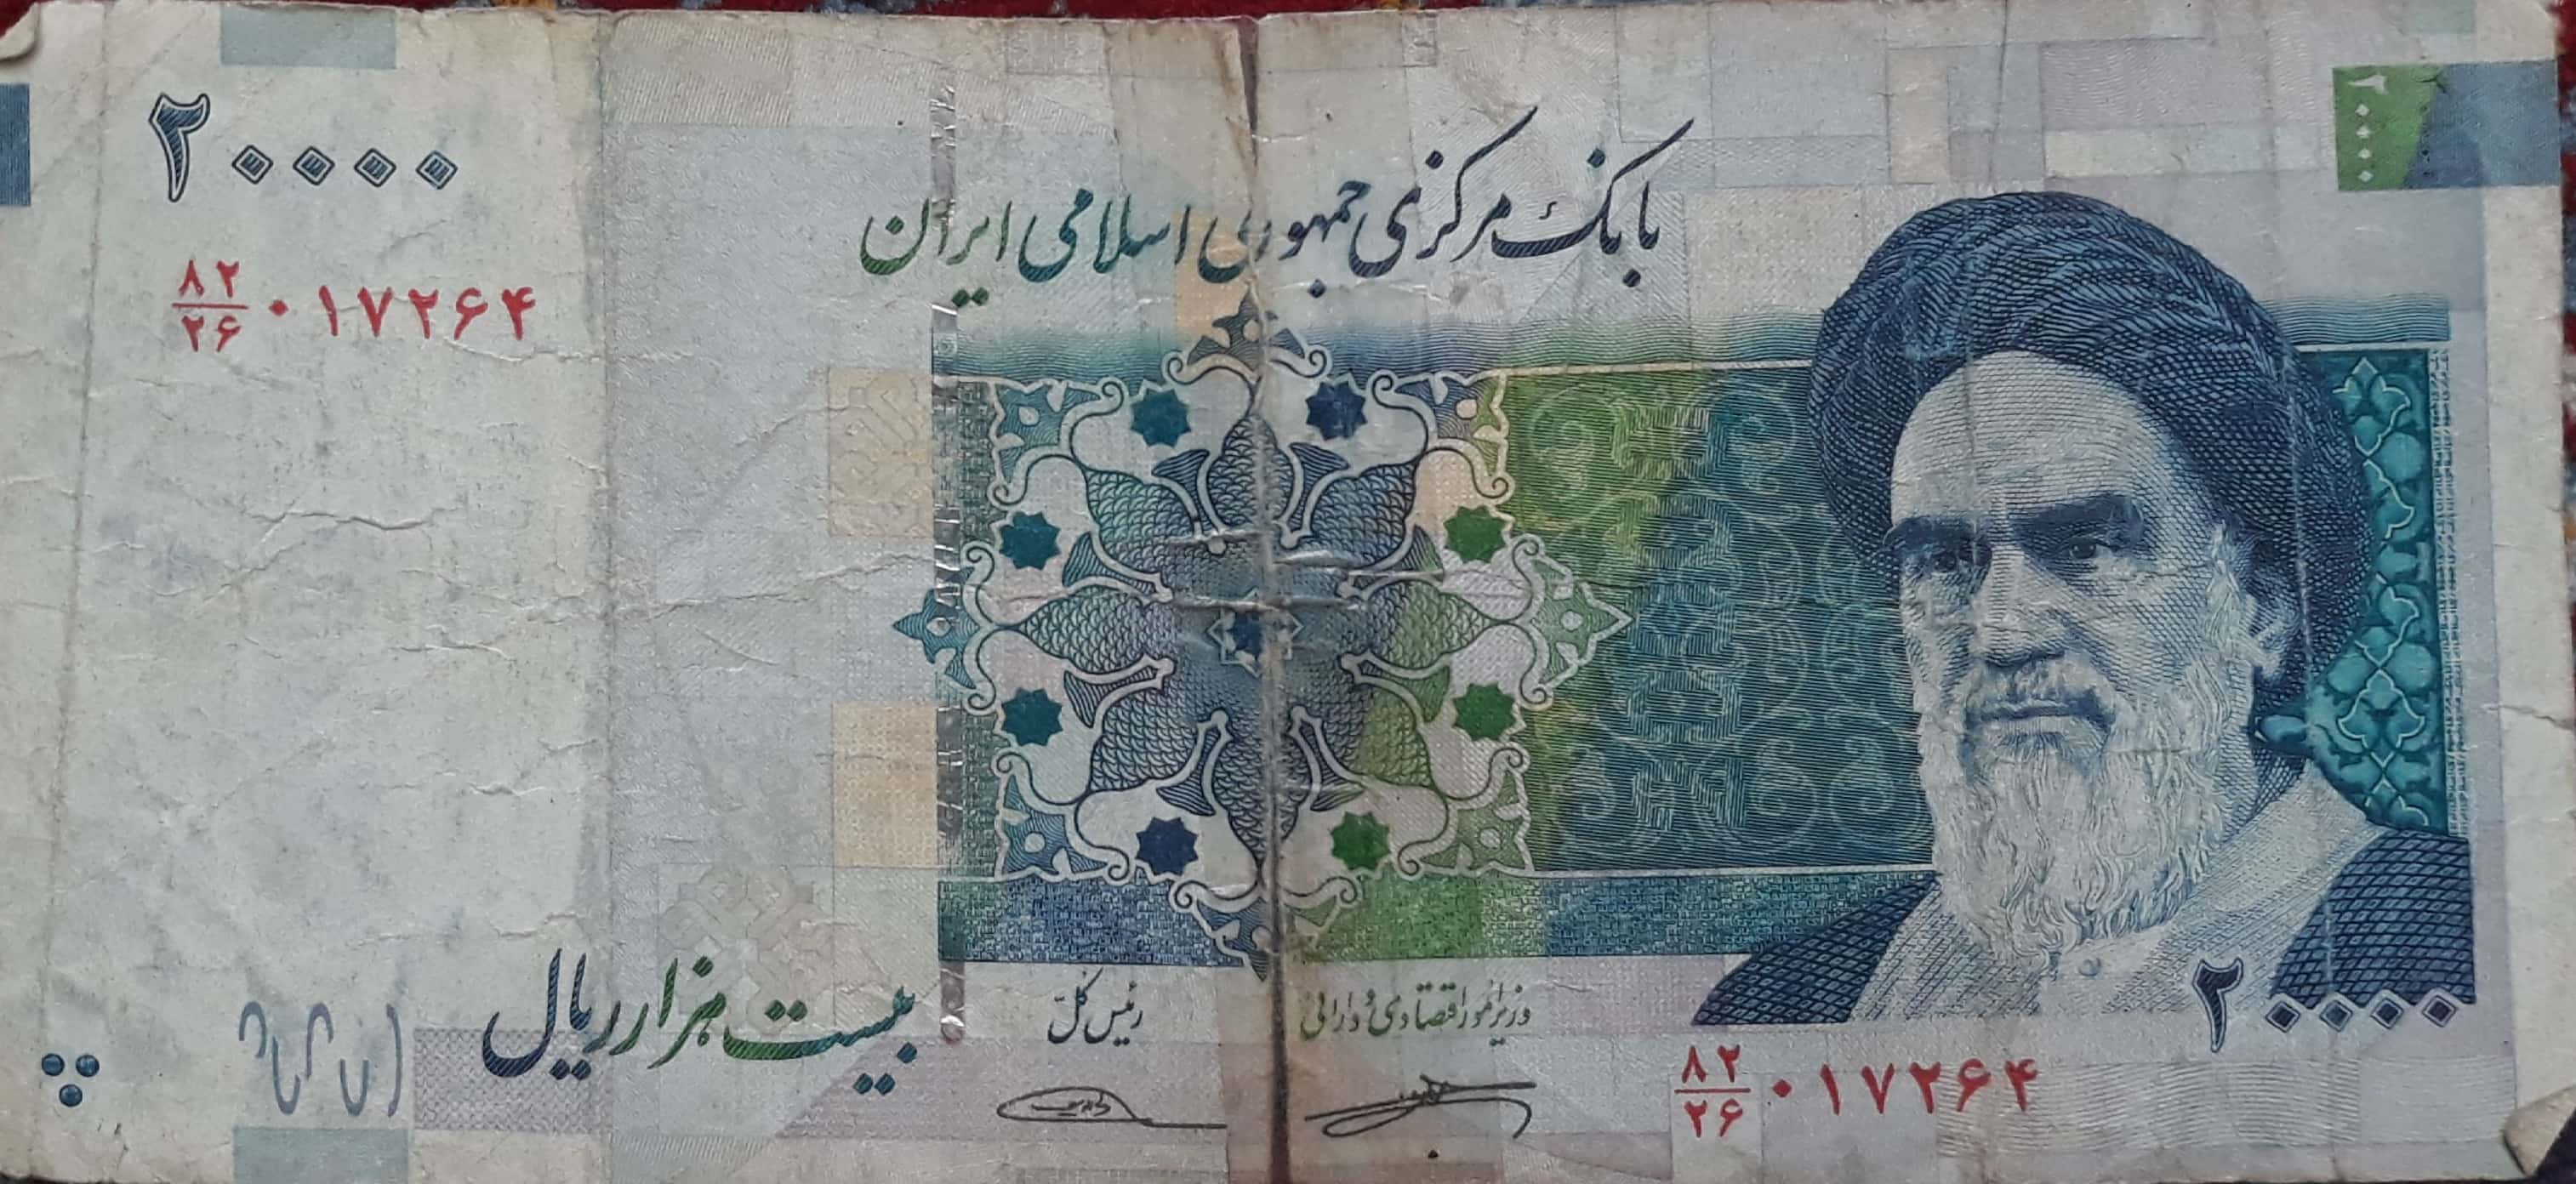 ۲۰۰۰۰
۲۰۰۰۰
بانک مرکزی جمهوری اسلامی ایران
۸۲/۲۶ ۰۱۷۲۶۴
بیست هزار ریال
رئیس کل
وزیر امور اقتصادی و دارائی
۲۰۰۰۰
۸۲/۲۶ ۰۱۷۲۶۴